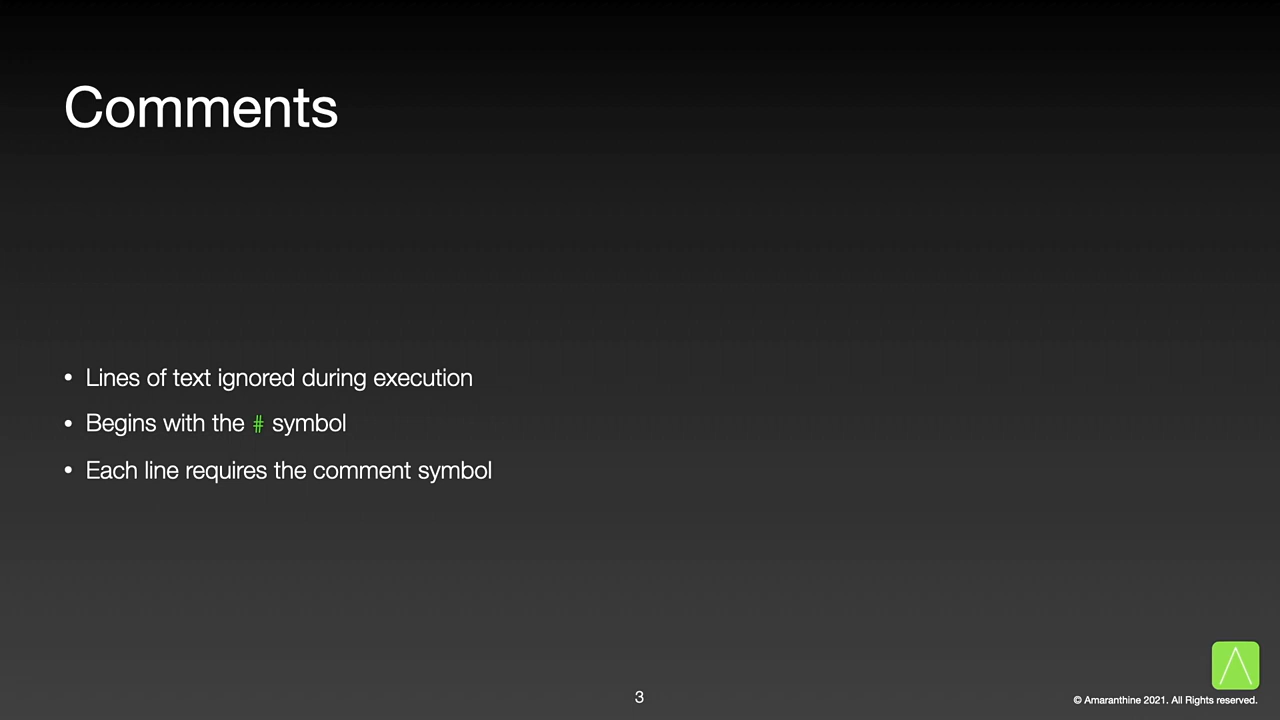 Comments
• Lines of text ignored during execution
• Begins with the # symbol
• Each line requires the comment symbol
3
© Amaranthine 2021. All Rights reserved.